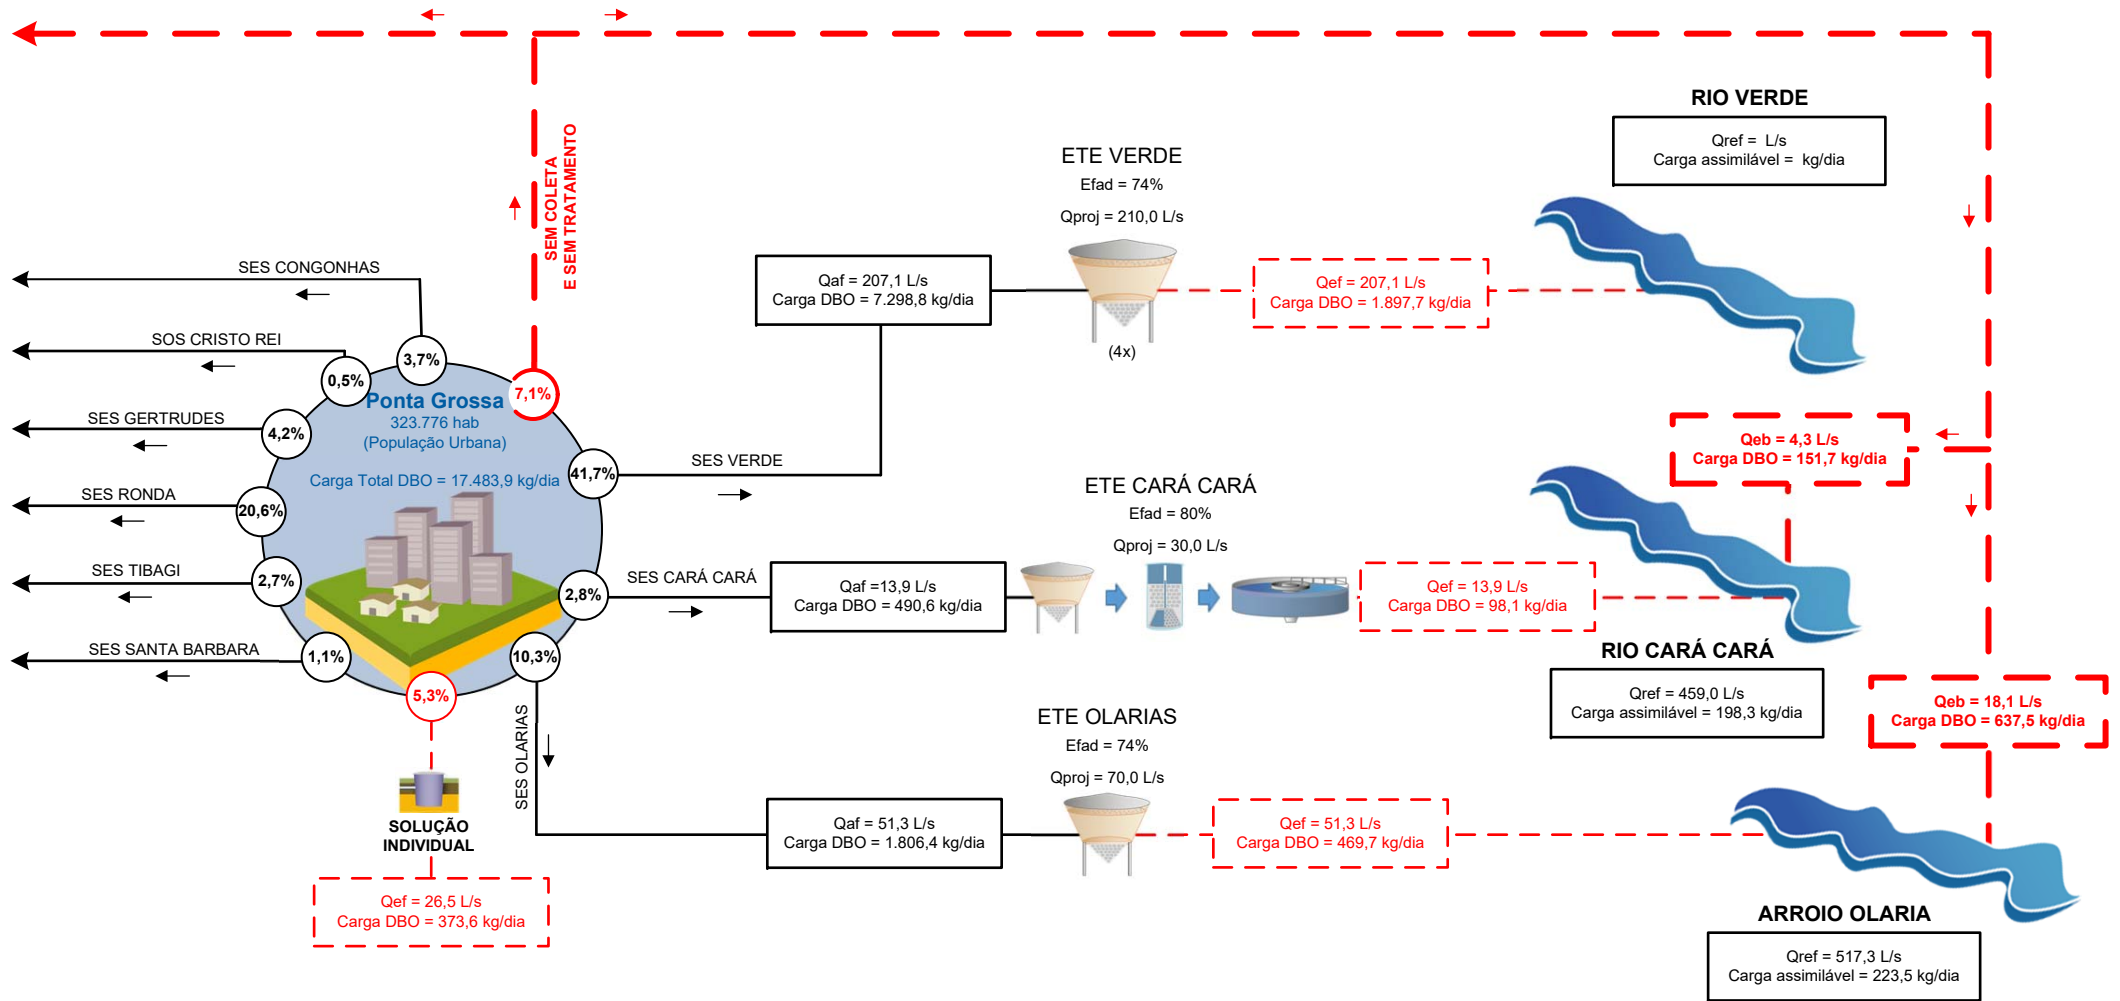 SEM COLETA
E SEM TRATAMENTO
RIO VERDE
Qref =  L/s
Carga assimilável =  kg/dia
ETE VERDE
Efad = 74%
Qproj = 210,0 L/s
(4x)
Qaf = 207,1 L/s
Carga DBO = 7.298,8 kg/dia
Qef = 207,1 L/s
Carga DBO = 1.897,7 kg/dia
SES CONGONHAS
3,7%
SOS CRISTO REI
0,5%
7,1%
SES GERTRUDES
4,2%
Ponta Grossa
323.776 hab
(População Urbana)
Carga Total DBO = 17.483,9 kg/dia
41,7%
SES VERDE
SES RONDA
20,6%
SES TIBAGI
2,7%
2,8%
SES CARÁ CARÁ
SES SANTA BARBARA
1,1%
10,3%
5,3%
SES OLARIAS
SOLUÇÃO
INDIVIDUAL
Qef = 26,5 L/s
Carga DBO = 373,6 kg/dia
ETE CARÁ CARÁ
Efad = 80%
Qproj = 30,0 L/s
Qaf =13,9 L/s
Carga DBO = 490,6 kg/dia
Qef = 13,9 L/s
Carga DBO = 98,1 kg/dia
Qeb = 4,3 L/s
Carga DBO = 151,7 kg/dia
RIO CARÁ CARÁ
Qref = 459,0 L/s
Carga assimilável = 198,3 kg/dia
Qeb = 18,1 L/s
Carga DBO = 637,5 kg/dia
ETE OLARIAS
Efad = 74%
Qproj = 70,0 L/s
Qaf = 51,3 L/s
Carga DBO = 1.806,4 kg/dia
Qef = 51,3 L/s
Carga DBO = 469,7 kg/dia
ARROIO OLARIA
Qref = 517,3 L/s
Carga assimilável = 223,5 kg/dia